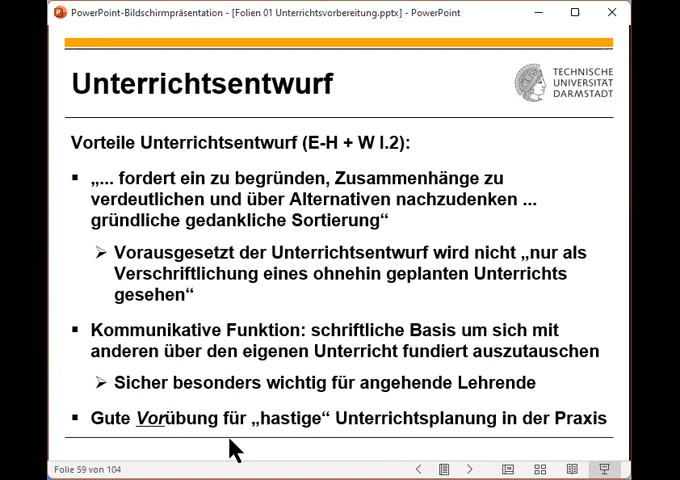 PowerPoint-Bildschirmpräsentation - [Folien 01 Unterrichtsvorbereitung.pptx] - PowerPoint
Unterrichtsentwurf
TECHNISCHE
UNIVERSITÄT
DARMSTADT
Vorteile Unterrichtsentwurf (E-H + W I.2):
▪ „... fordert ein zu begründen, Zusammenhänge zu
verdeutlichen und über Alternativen nachzudenken ...
gründliche gedankliche Sortierung“
➢ Vorausgesetzt der Unterrichtsentwurf wird nicht „nur als
Verschriftlichung eines ohnehin geplanten Unterrichts
gesehen“
▪ Kommunikative Funktion: schriftliche Basis um sich mit
anderen über den eigenen Unterricht fundiert auszutauschen
➢ Sicher besonders wichtig für angehende Lehrende
▪ Gute Vorübung für „hastige“ Unterrichtsplanung in der Praxis
Folie 59 von 104